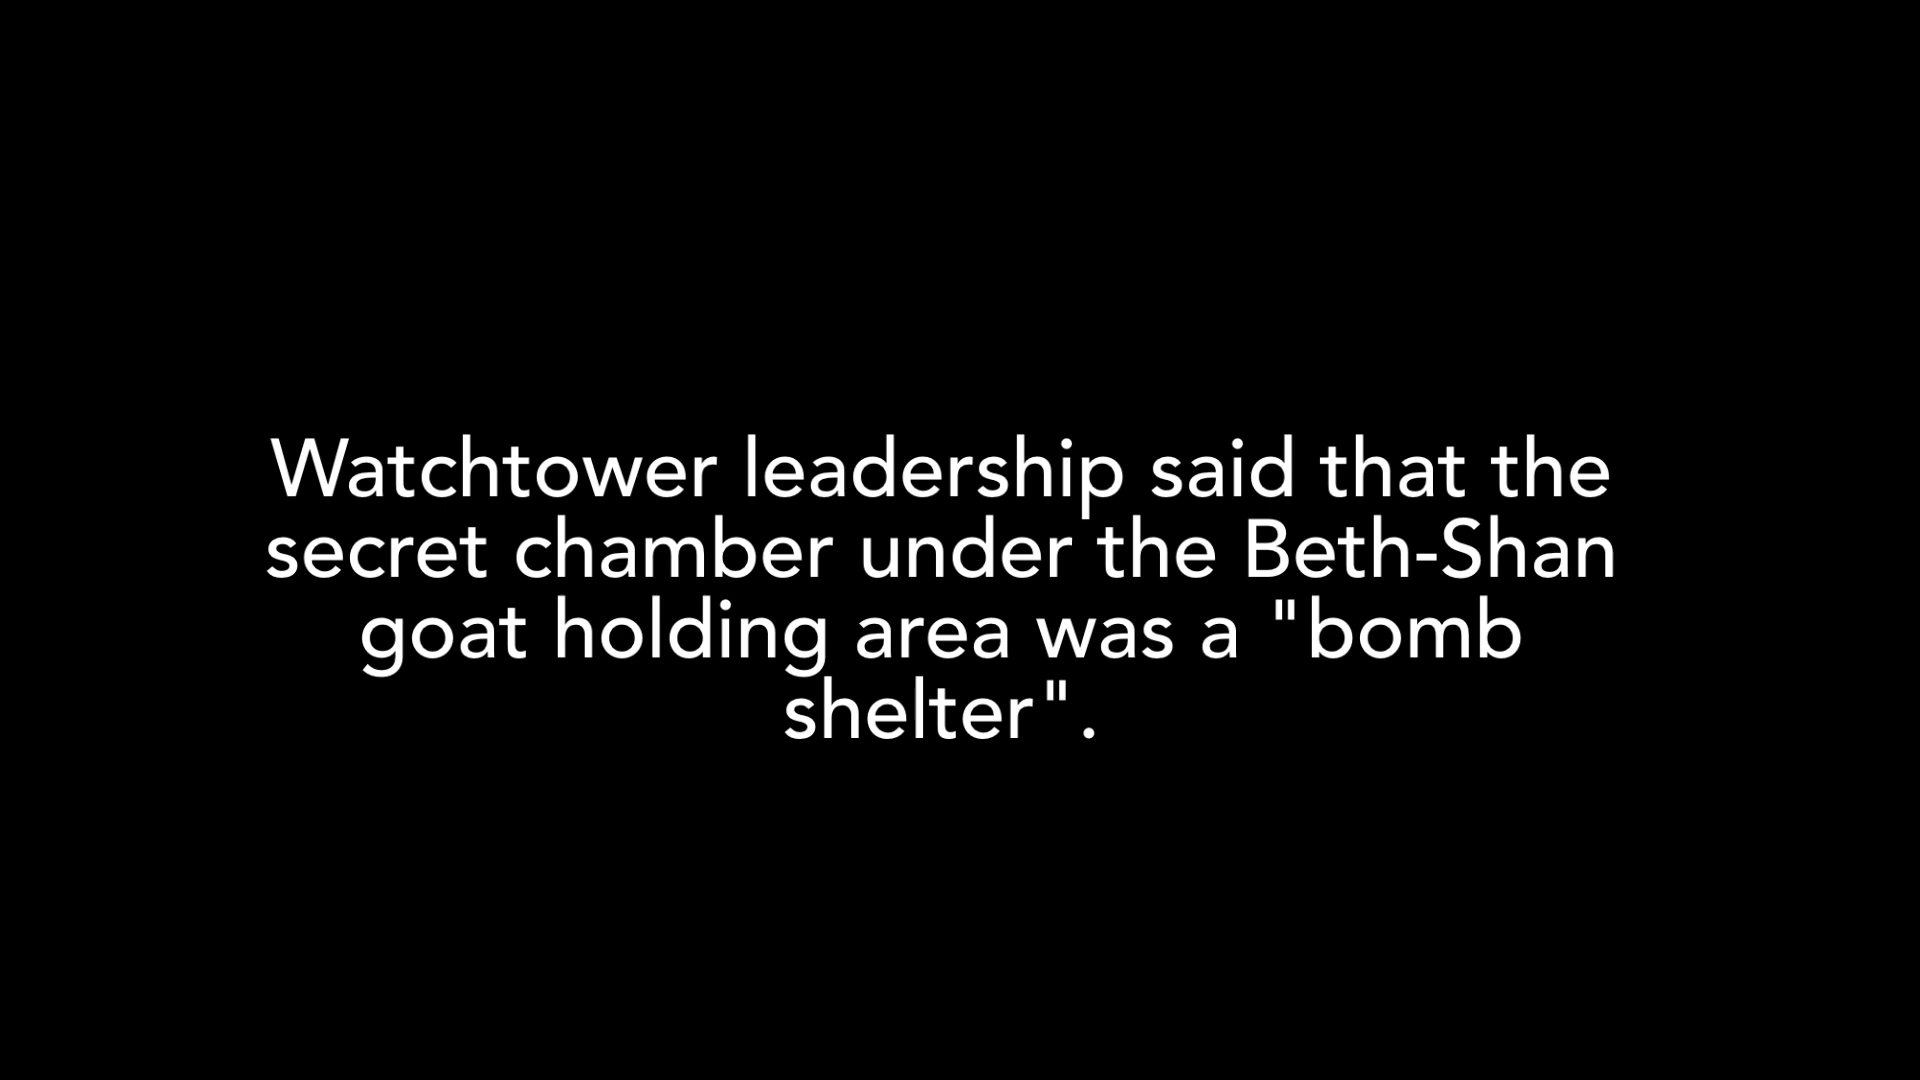 Watchtower leadership said that the
secret chamber under the Beth-Shan
goat holding area was a "bomb
shelter".